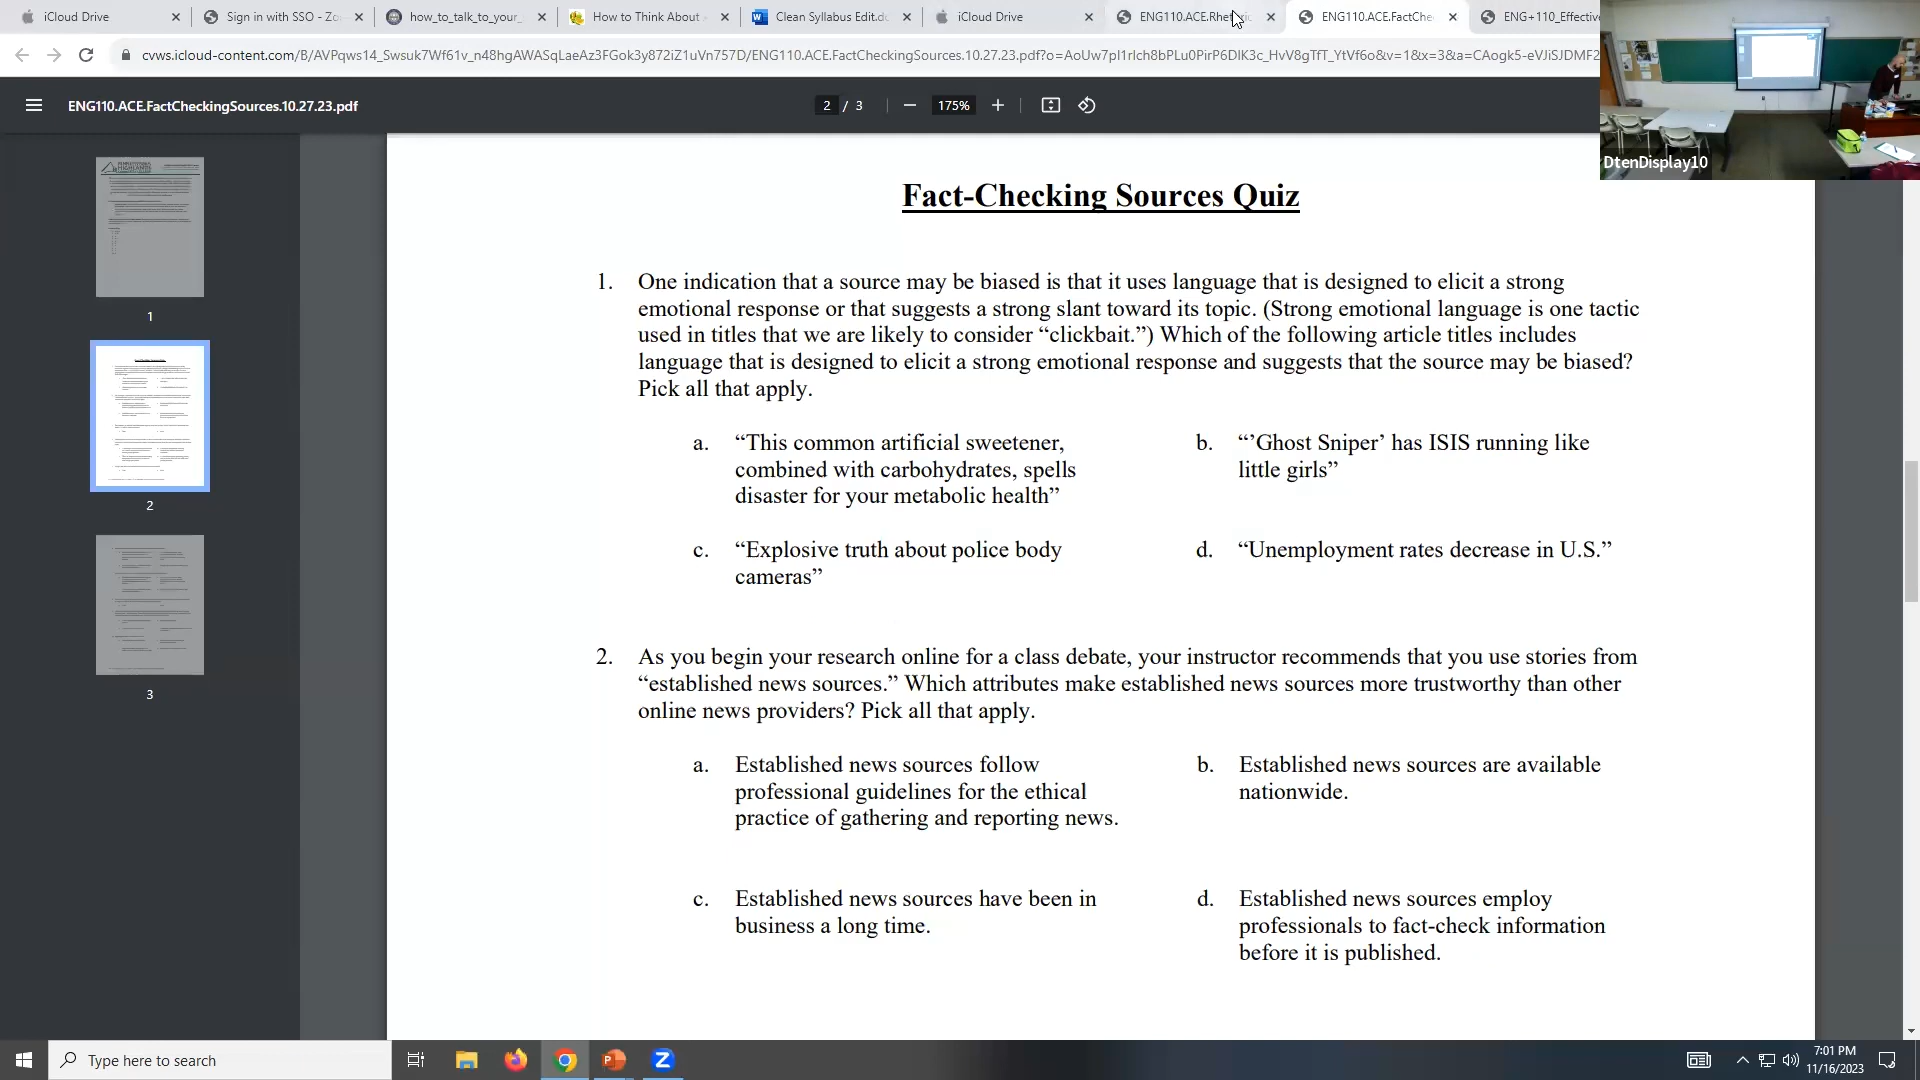 iCloud Drive
Sign in with SSO - Zo
how_to_talk_to_your_
How to Think About
Clean Syllabus Edit.do
iCloud Drive
ENG110.ACE.Rhetoric
ENG110.ACE.FactChe
ENG+110_Effective
cvws.icloud-content.com/B/AVPqws14_Swsuk7Wf61v_n48hgAWASqLaeAz3FGok3y872iZ1uVn757D/ENG110.ACE.FactCheckingSources.10.27.23.pdf?o=AoUw7pl1rlch8bPLu0PirP6DlK3c_HvV8gTfT_YtVf6o&v=1&x=3&a=CAogk5-eVJiSJDMF2
ENG110.ACE.FactCheckingSources.10.27.23.pdf
2 / 3
175%
DtenDisplay10
1
2
3
Fact-Checking Sources Quiz
1. One indication that a source may be biased is that it uses language that is designed to elicit a strong
emotional response or that suggests a strong slant toward its topic. (Strong emotional language is one tactic
used in titles that we are likely to consider “clickbait.”) Which of the following article titles includes
language that is designed to elicit a strong emotional response and suggests that the source may be biased?
Pick all that apply.
a. “This common artificial sweetener,
combined with carbohydrates, spells
disaster for your metabolic health”
b. “’Ghost Sniper’ has ISIS running like
little girls”
c. “Explosive truth about police body
cameras”
d. “Unemployment rates decrease in U.S.”
2. As you begin your research online for a class debate, your instructor recommends that you use stories from
“established news sources.” Which attributes make established news sources more trustworthy than other
online news providers? Pick all that apply.
a. Established news sources follow
professional guidelines for the ethical
practice of gathering and reporting news.
b. Established news sources are available
nationwide.
c. Established news sources have been in
business a long time.
d. Established news sources employ
professionals to fact-check information
before it is published.
Type here to search
7:01 PM
11/16/2023